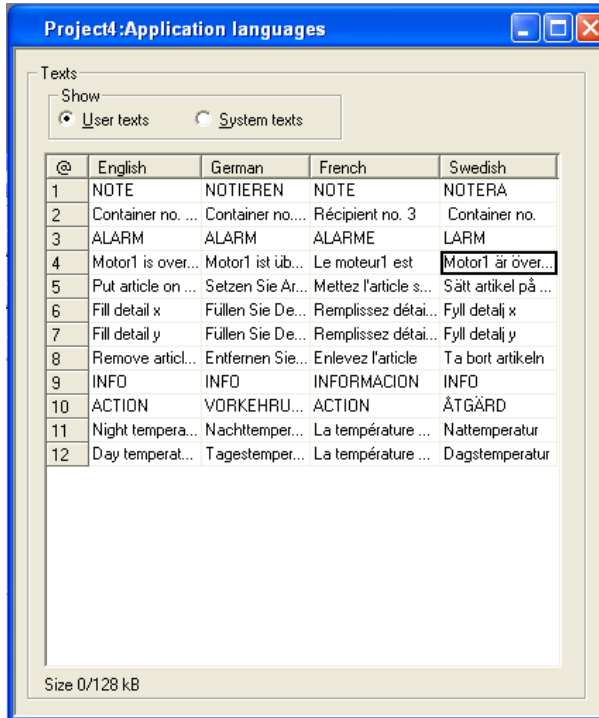 Project4:Application languages
Texts
Show
User texts System texts
@ English German French Swedish
1 NOTE NOTIEREN NOTE NOTERA
2 Container no. ... Container no.... Récipient no. 3 Container no.
3 ALARM ALARM ALARME LARM
4 Motor1 is over... Motor1 ist üb... Le moteur1 est Motor1 är över...
5 Put article on ... Setzen Sie Ar... Mettez l'article s... Sätt artikel på ...
6 Fill detail x Füllen Sie De... Remplissez détai... Fyll detalj x
7 Fill detail y Füllen Sie De... Remplissez détai... Fyll detalj y
8 Remove articl... Entfernen Sie... Enlevez l'article Ta bort artikeln
9 INFO INFO INFORMACION INFO
10 ACTION VORKEHRU... ACTION ÅTGÄRD
11 Night tempera... Nachttemper... La température ... Nattemperatur
12 Day temperat... Tagestemper... La température ... Dagstemperatur
Size 0/128 kB